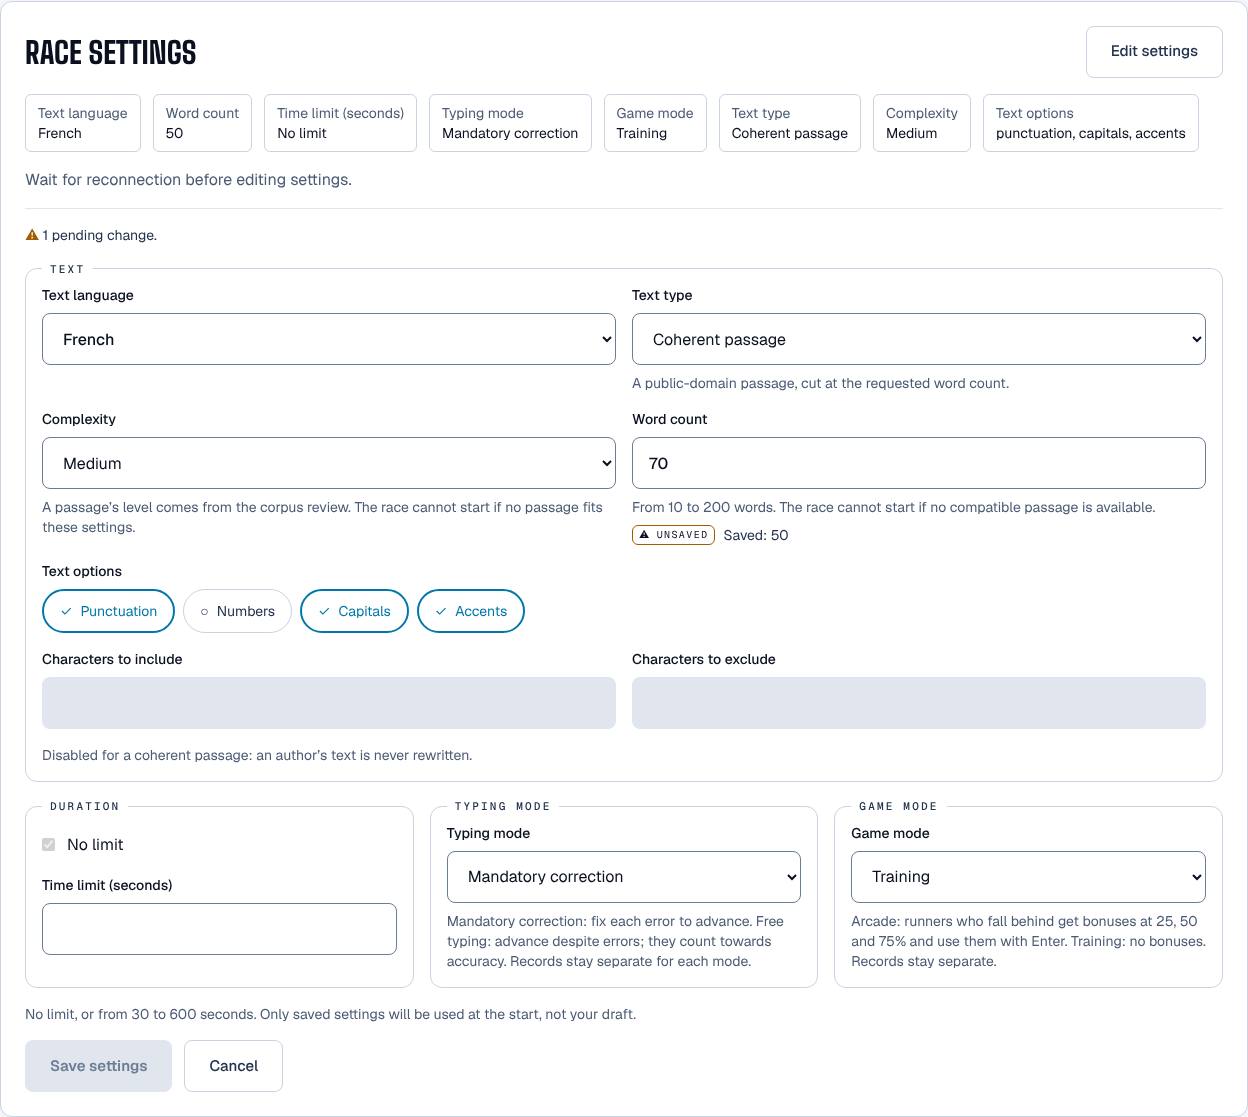 RACE SETTINGS
Edit settings
Text language
French
Word count
50
Time limit (seconds)
No limit
Typing mode
Mandatory correction
Game mode
Training
Text type
Coherent passage
Complexity
Medium
Text options
punctuation, capitals, accents
Wait for reconnection before editing settings.
1 pending change.
TEXT
Text language
French
Text type
Coherent passage
A public-domain passage, cut at the requested word count.
Complexity
Medium
A passage’s level comes from the corpus review. The race cannot start if no passage fits
these settings.
Word count
70
From 10 to 200 words. The race cannot start if no compatible passage is available.
UNSAVED Saved: 50
Text options
Punctuation
Numbers
Capitals
Accents
Characters to include
Characters to exclude
Disabled for a coherent passage: an author’s text is never rewritten.
DURATION
No limit
Time limit (seconds)
TYPING MODE
Typing mode
Mandatory correction
Mandatory correction: fix each error to advance. Free
typing: advance despite errors; they count towards
accuracy. Records stay separate for each mode.
GAME MODE
Game mode
Training
Arcade: runners who fall behind get bonuses at 25, 50
and 75% and use them with Enter. Training: no bonuses.
Records stay separate.
No limit, or from 30 to 600 seconds. Only saved settings will be used at the start, not your draft.
Save settings
Cancel